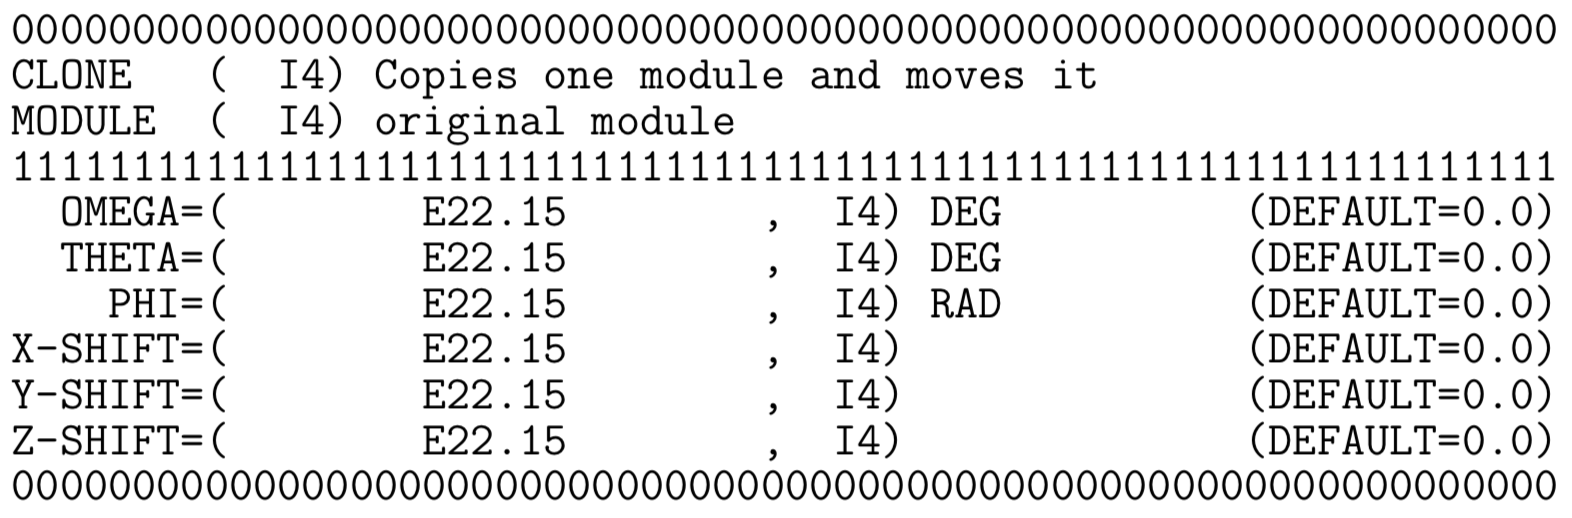 0000000000000000000000000000000000000000000000000000000000000000
CLONE   (  I4) Copies one module and moves it
MODULE  (  I4) original module
1111111111111111111111111111111111111111111111111111111111111111
    OMEGA=(                E22.15                 ,  I4) DEG                     (DEFAULT=0.0)
    THETA=(                E22.15                 ,  I4) DEG                     (DEFAULT=0.0)
      PHI=(                E22.15                 ,  I4) RAD                     (DEFAULT=0.0)
X-SHIFT=(                E22.15                 ,  I4)                         (DEFAULT=0.0)
Y-SHIFT=(                E22.15                 ,  I4)                         (DEFAULT=0.0)
Z-SHIFT=(                E22.15                 ,  I4)                         (DEFAULT=0.0)
0000000000000000000000000000000000000000000000000000000000000000